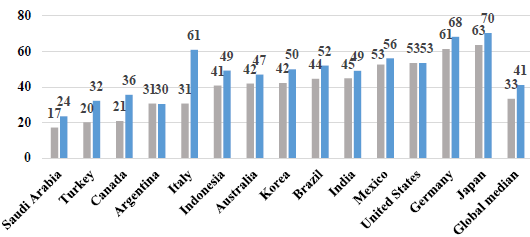 80
60
40
20
0
17 24
20 32
21 36
31 30
31 61
41 49
42 47
42 50
44 52
45 49
53 56
53 53
61 68
63 70
33 41
Saudi Arabia
Turkey
Canada
Argentina
Italy
Indonesia
Australia
Korea
Brazil
India
Mexico
United States
Germany
Japan
Global median